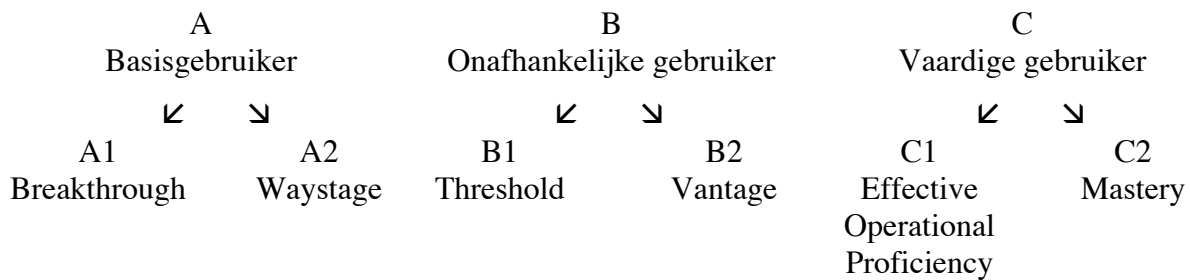 A B C
Basisgebruiker Onafhankelijke gebruiker Vaardige gebruiker
A1 A2 B1 B2 C1 C2
Breakthrough Waystage Threshold Vantage Effective Mastery
Operational
Proficiency